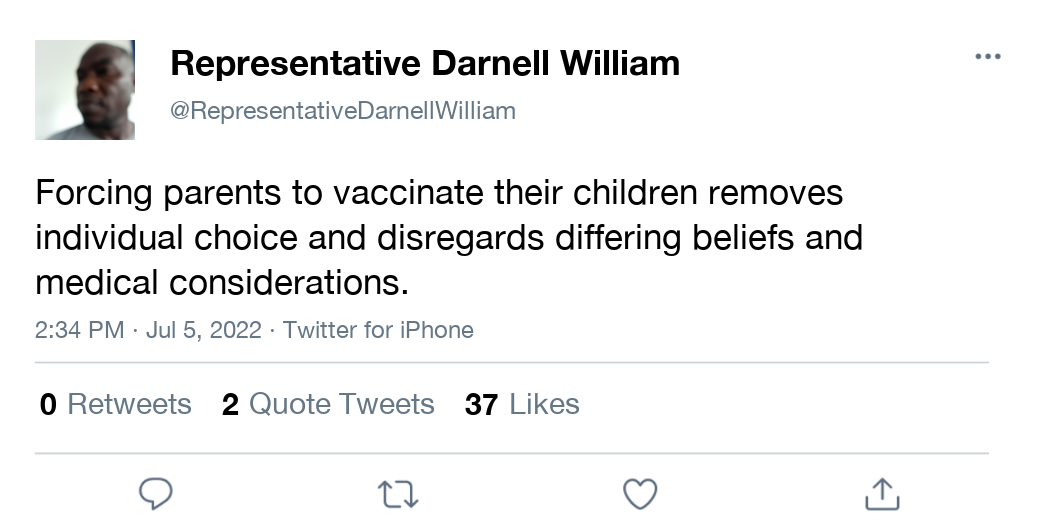 Representative Darnell William
@RepresentativeDarnellWilliam
Forcing parents to vaccinate their children removes
individual choice and disregards differing beliefs and
medical considerations.
2:34 PM · Jul 5, 2022 · Twitter for iPhone
0 Retweets 2 Quote Tweets 37 Likes